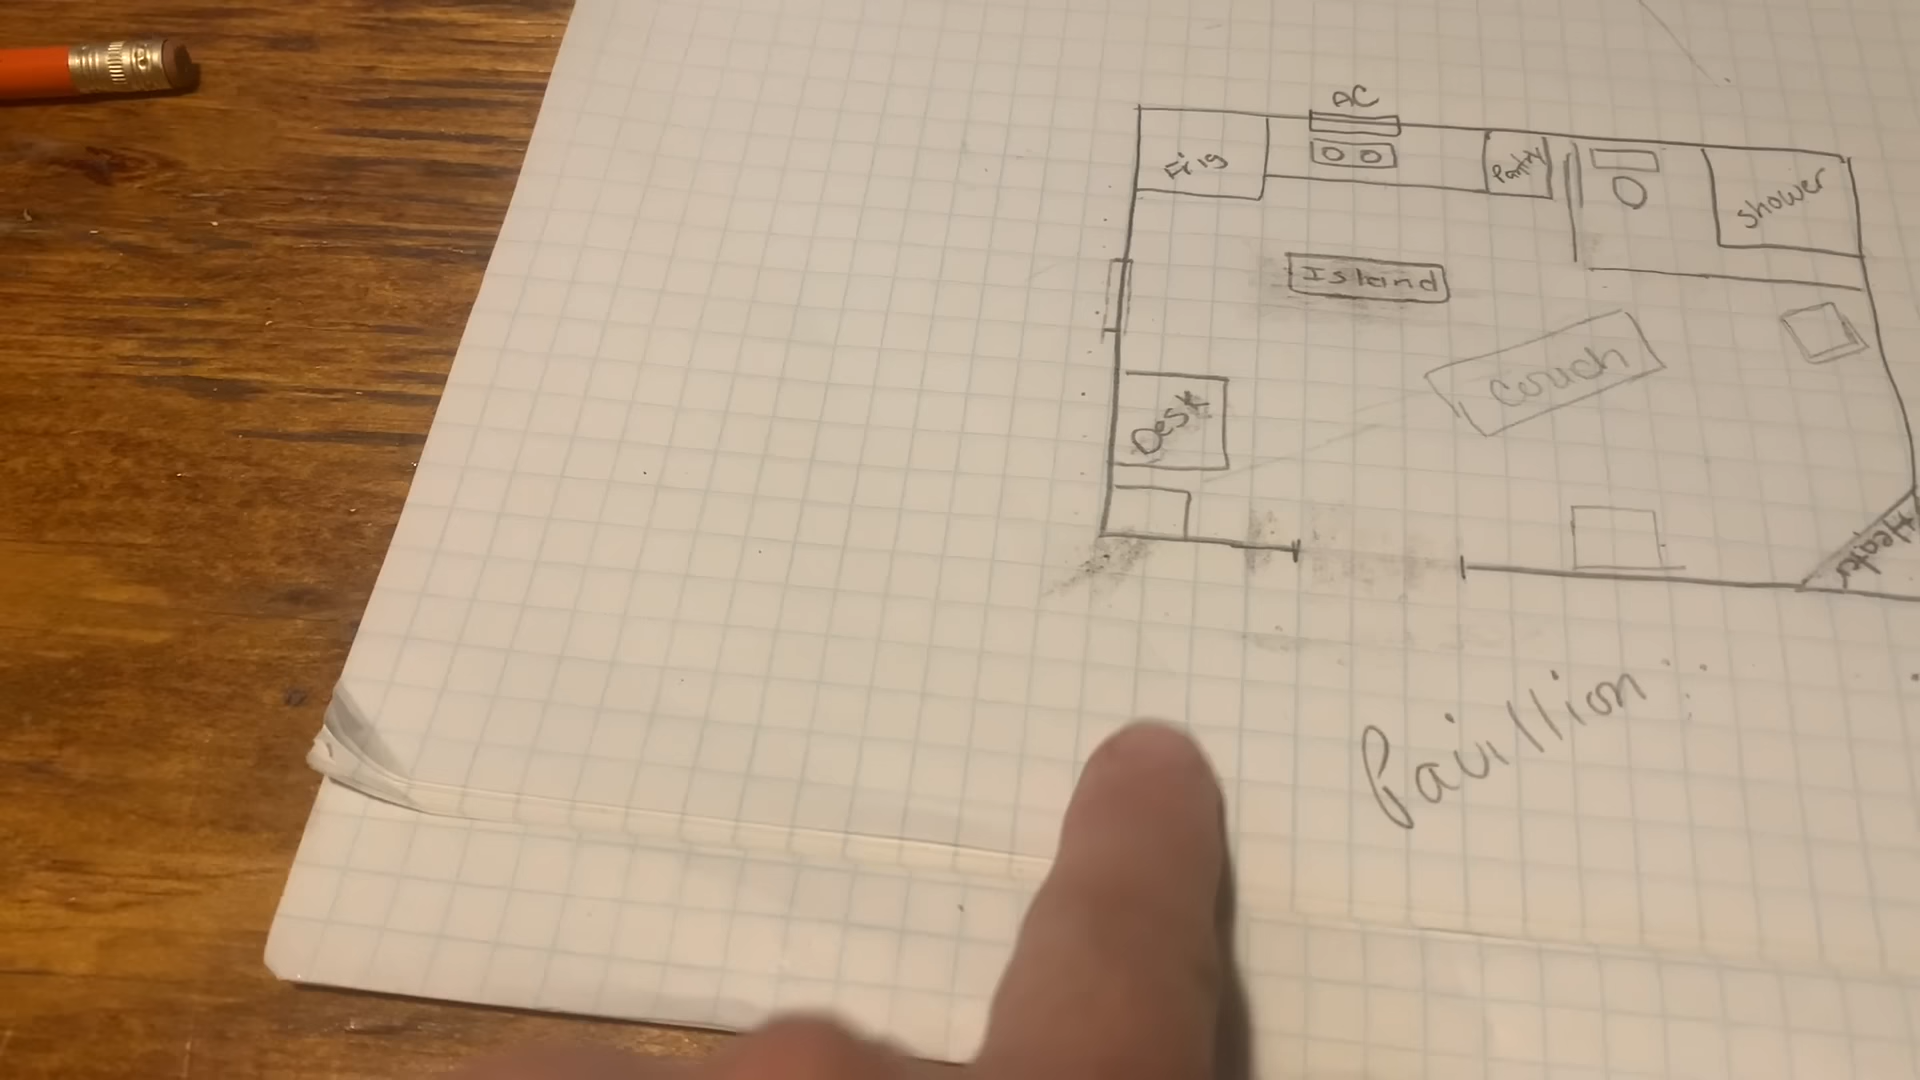 AC
Frig
Pantry
Shower
Island
Couch
Desk
Heater
Pavillion